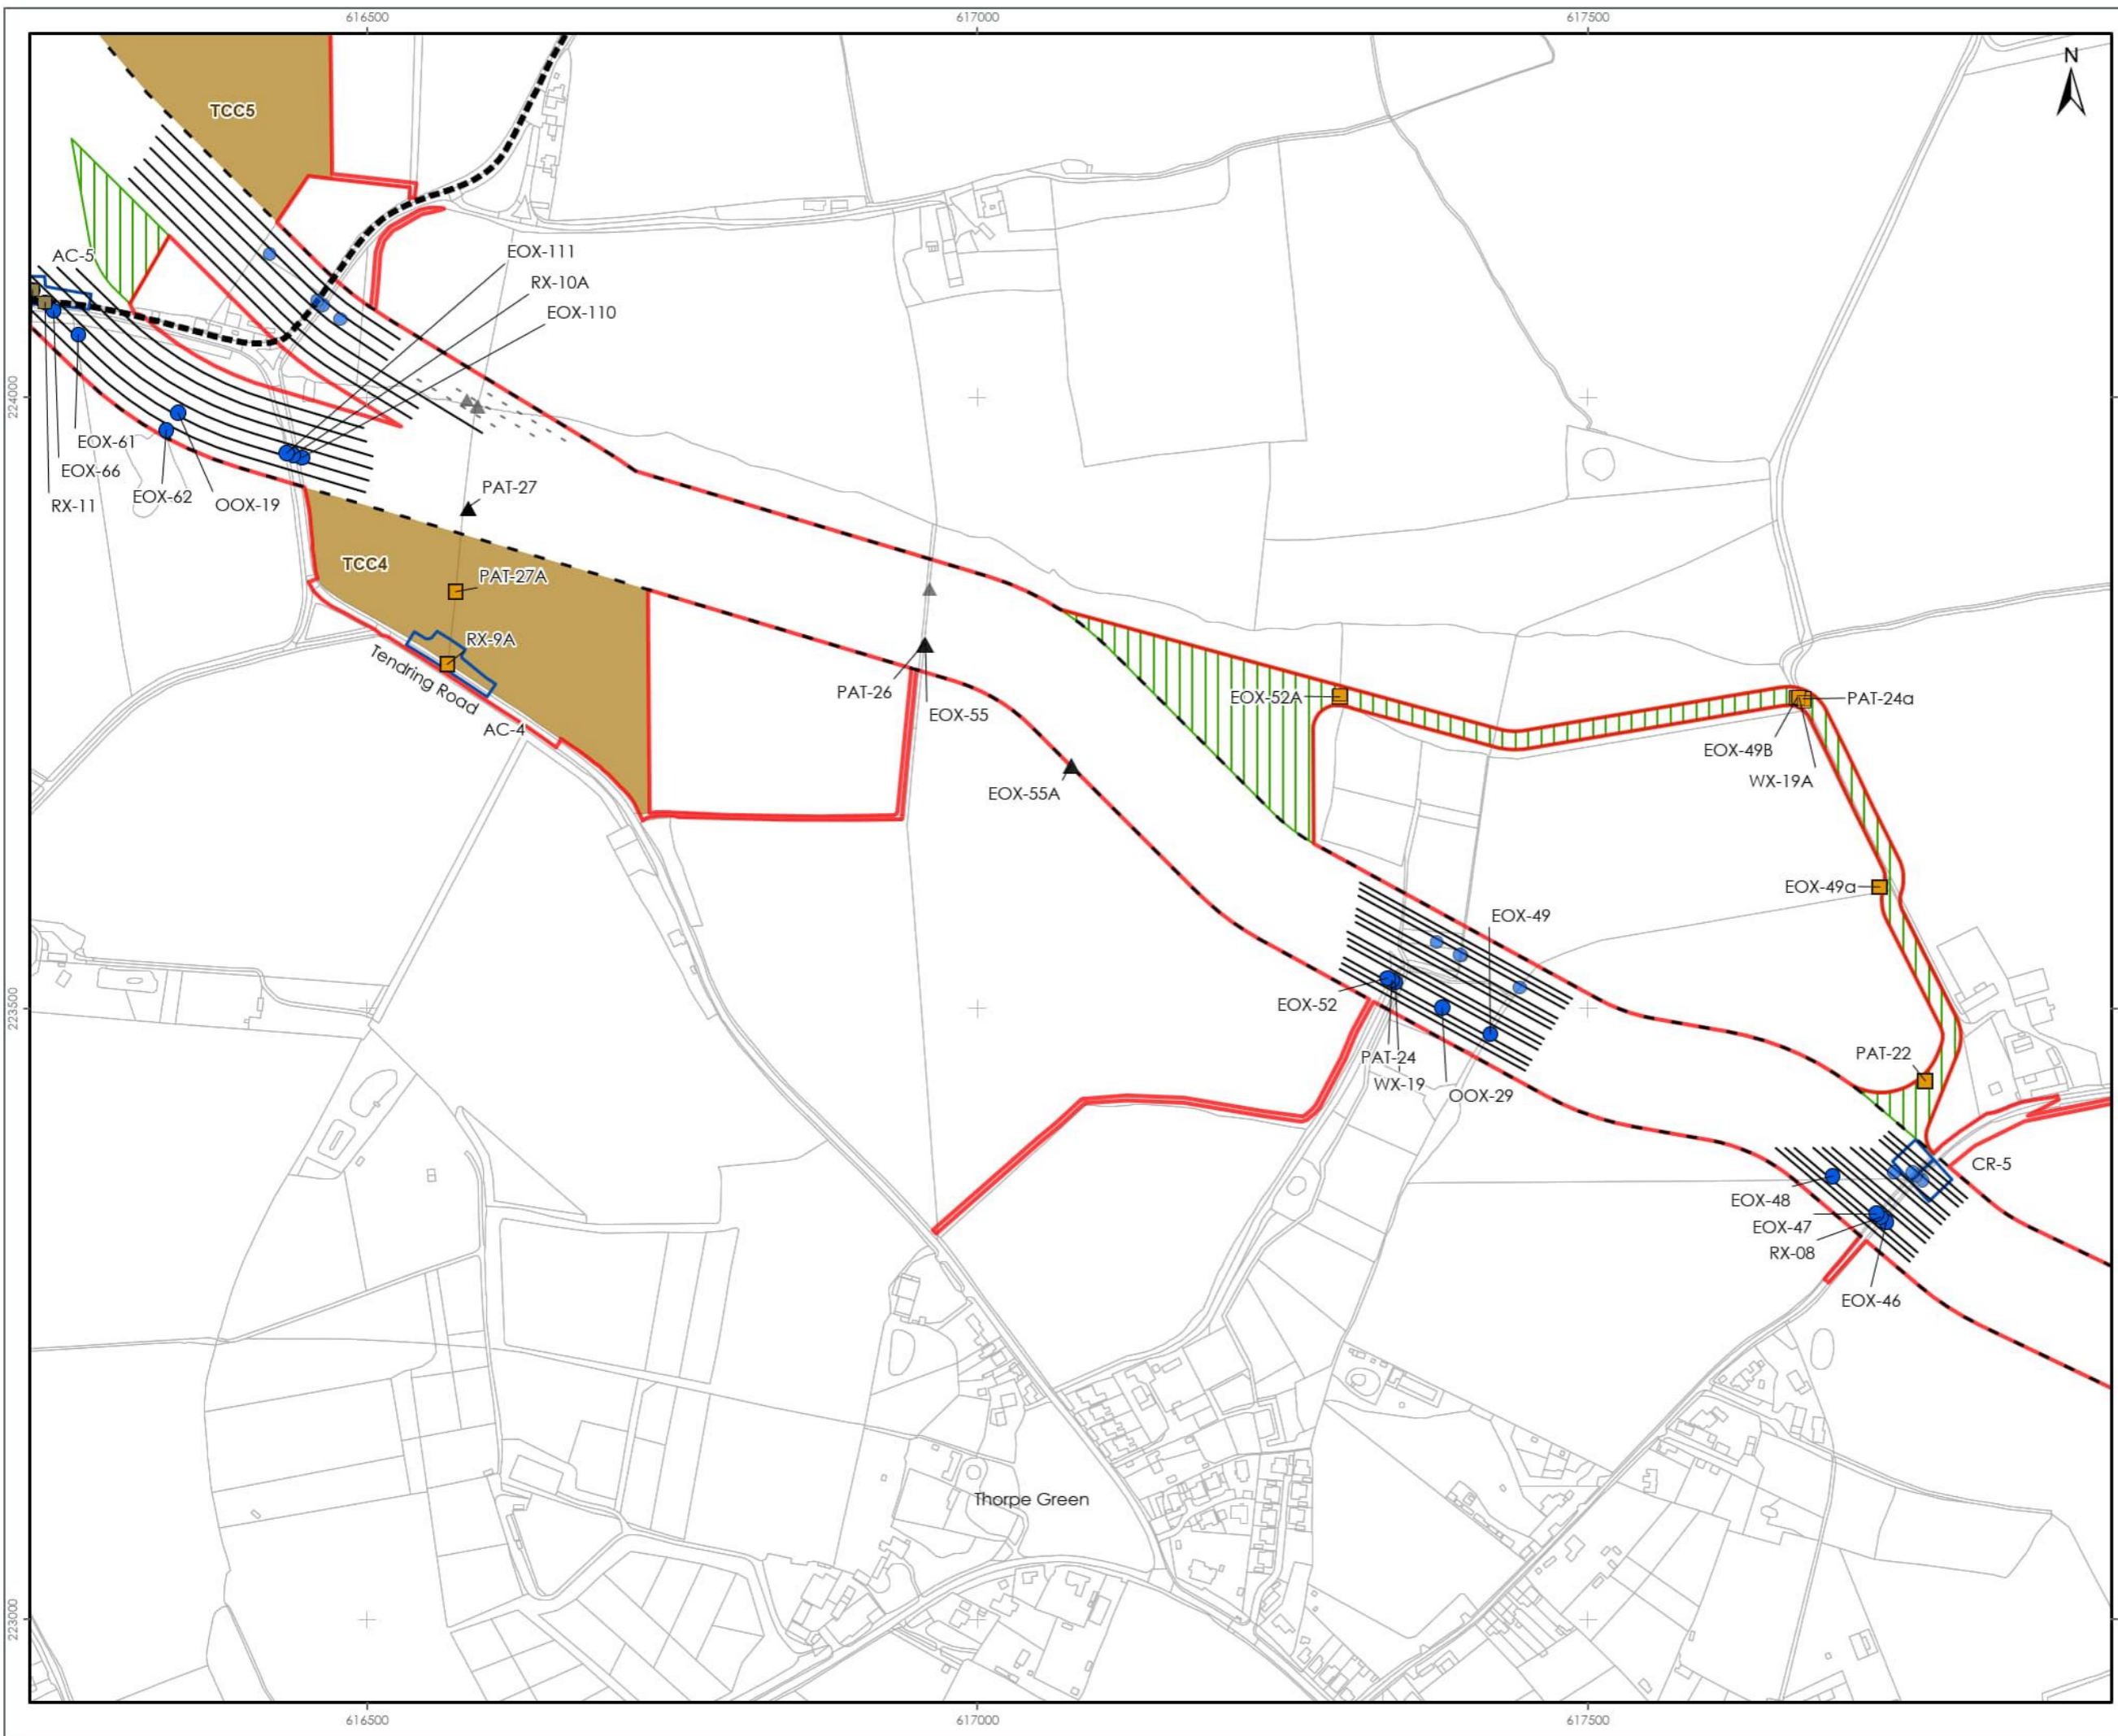 616500
617000
617500
N
TCC5
224000
AC-5
EOX-111
RX-10A
EOX-110
EOX-61
EOX-66
RX-11
EOX-62
OOX-19
PAT-27
TCC4
PAT-27A
RX-9A
Tendring Road
AC-4
PAT-26
EOX-55
EOX-55A
EOX-52A
PAT-24a
EOX-49B
WX-19A
EOX-49a
EOX-49
223500
EOX-52
PAT-24
WX-19
OOX-29
PAT-22
CR-5
EOX-48
EOX-47
RX-08
EOX-46
Thorpe Green
223000
616500
617000
617500